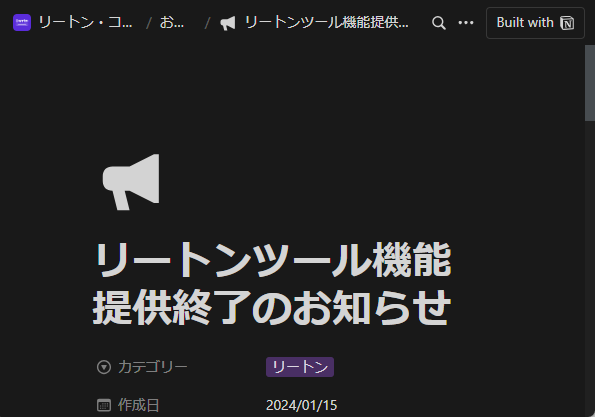 リートン・コ... / お... / リートンツール機能提供... Built with
リートンツール機能
提供終了のお知らせ
カテゴリー リートン
作成日 2024/01/15